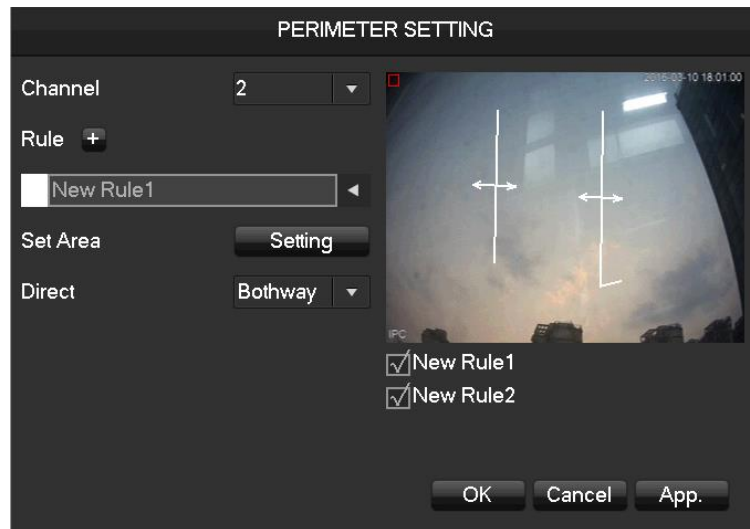 PERIMETER SETTING
Channel 2
Rule +
New Rule1
Set Area Setting
Direct Bothway
2016-03-10 18:01:00
IPC
New Rule1
New Rule2
OK Cancel App.